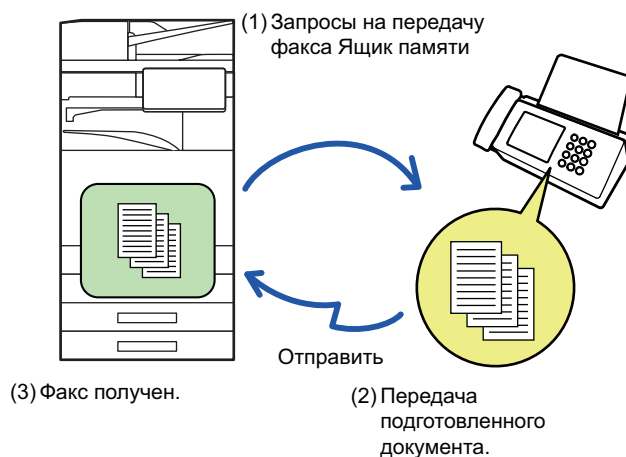 (1) Запросы на передачу
факса Ящик памяти
Отправить
(3) Факс получен.
(2) Передача
подготовленного
документа.